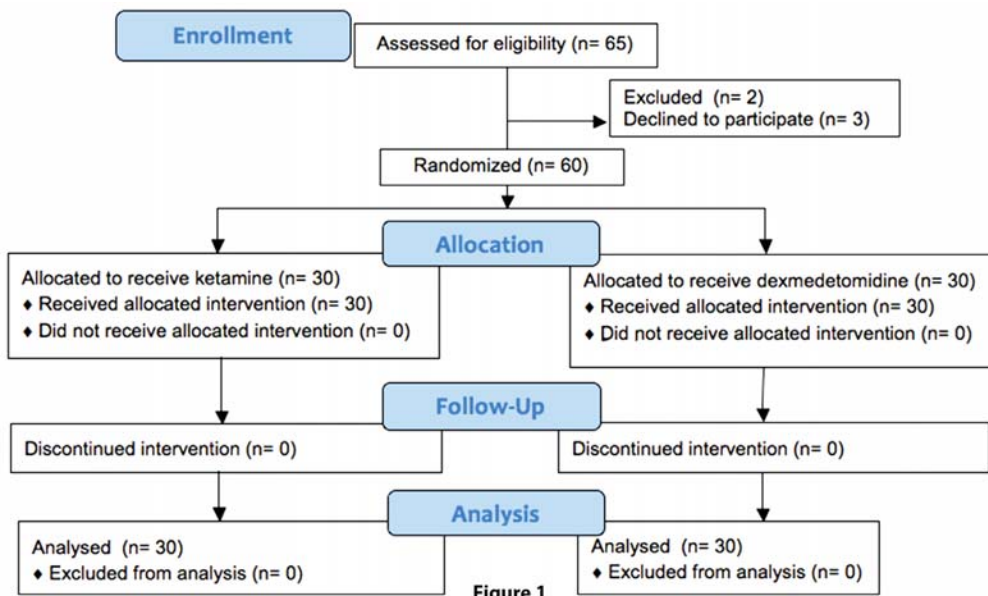 Enrollment
Assessed for eligibility (n= 65)
Excluded (n= 2)
Declined to participate (n= 3)
Randomized (n= 60)
Allocation
Allocated to receive ketamine (n= 30)
♦ Received allocated intervention (n= 30)
♦ Did not receive allocated intervention (n= 0)
Allocated to receive dexmedetomidine (n= 30)
♦ Received allocated intervention (n= 30)
♦ Did not receive allocated intervention (n= 0)
Follow-Up
Discontinued intervention (n= 0)
Discontinued intervention (n= 0)
Analysis
Analysed (n= 30)
♦ Excluded from analysis (n= 0)
Analysed (n= 30)
♦ Excluded from analysis (n= 0)
Figure 1